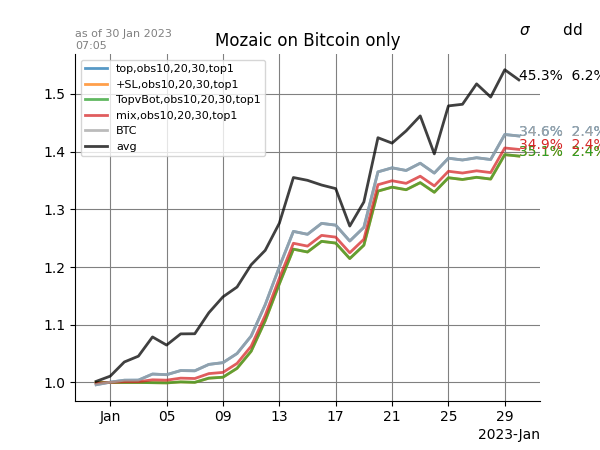 as of 30 Jan 2023
07:05
Mozaic on Bitcoin only
σ dd
top,obs10,20,30,top1
+SL,obs10,20,30,top1
TopvBot,obs10,20,30,top1
mix,obs10,20,30,top1
BTC
avg
45.3% 6.2%
34.6% 2.4%
34.9% 2.4%
35.1% 2.4%
1.5
1.4
1.3
1.2
1.1
1.0
Jan 05 09 13 17 21 25 29
2023-Jan